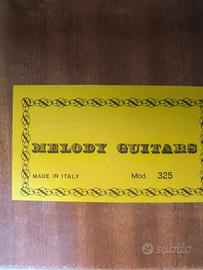 MELODY GUITARS
MADE IN ITALY Mod. 325
subito